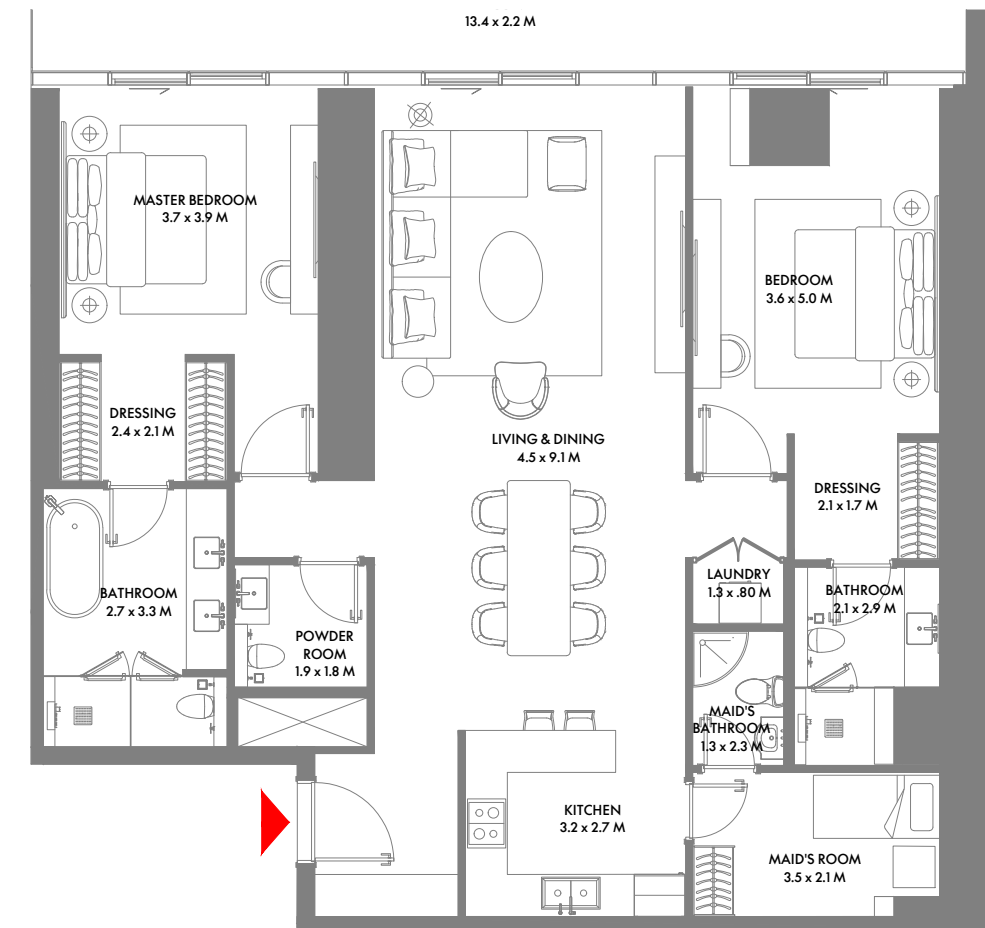 13.4 x 2.2 M
MASTER BEDROOM
3.7 x 3.9 M
BEDROOM
3.6 x 5.0 M
DRESSING
2.4 x 2.1 M
LIVING & DINING
4.5 x 9.1 M
DRESSING
2.1 x 1.7 M
BATHROOM
2.7 x 3.3 M
LAUNDRY
1.3 x .80 M
BATHROOM
2.1 x 2.9 M
POWDER
ROOM
1.9 x 1.8 M
MAID'S
BATHROOM
1.3 x 2.3 M
KITCHEN
3.2 x 2.7 M
MAID'S ROOM
3.5 x 2.1 M